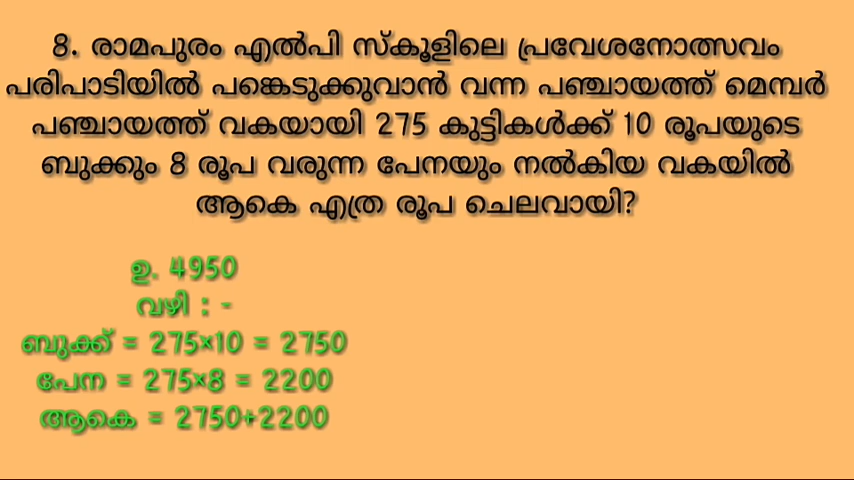 8. രാമപുരം എൽപി സ്കൂളിലെ പ്രവേശനോത്സവം
പരിപാടിയിൽ പങ്കെടുക്കുവാൻ വന്ന പഞ്ചായത്ത് മെമ്പർ
പഞ്ചായത്ത് വകയായി 275 കുട്ടികൾക്ക് 10 രൂപയുടെ
ബുക്കും 8 രൂപ വരുന്ന പേനയും നൽകിയ വകയിൽ
ആകെ എത്ര രൂപ ചെലവായി?
ഉ. 4950
വഴി : -
ബുക്ക് = 275×10 = 2750
പേന = 275×8 = 2200
ആകെ = 2750+2200